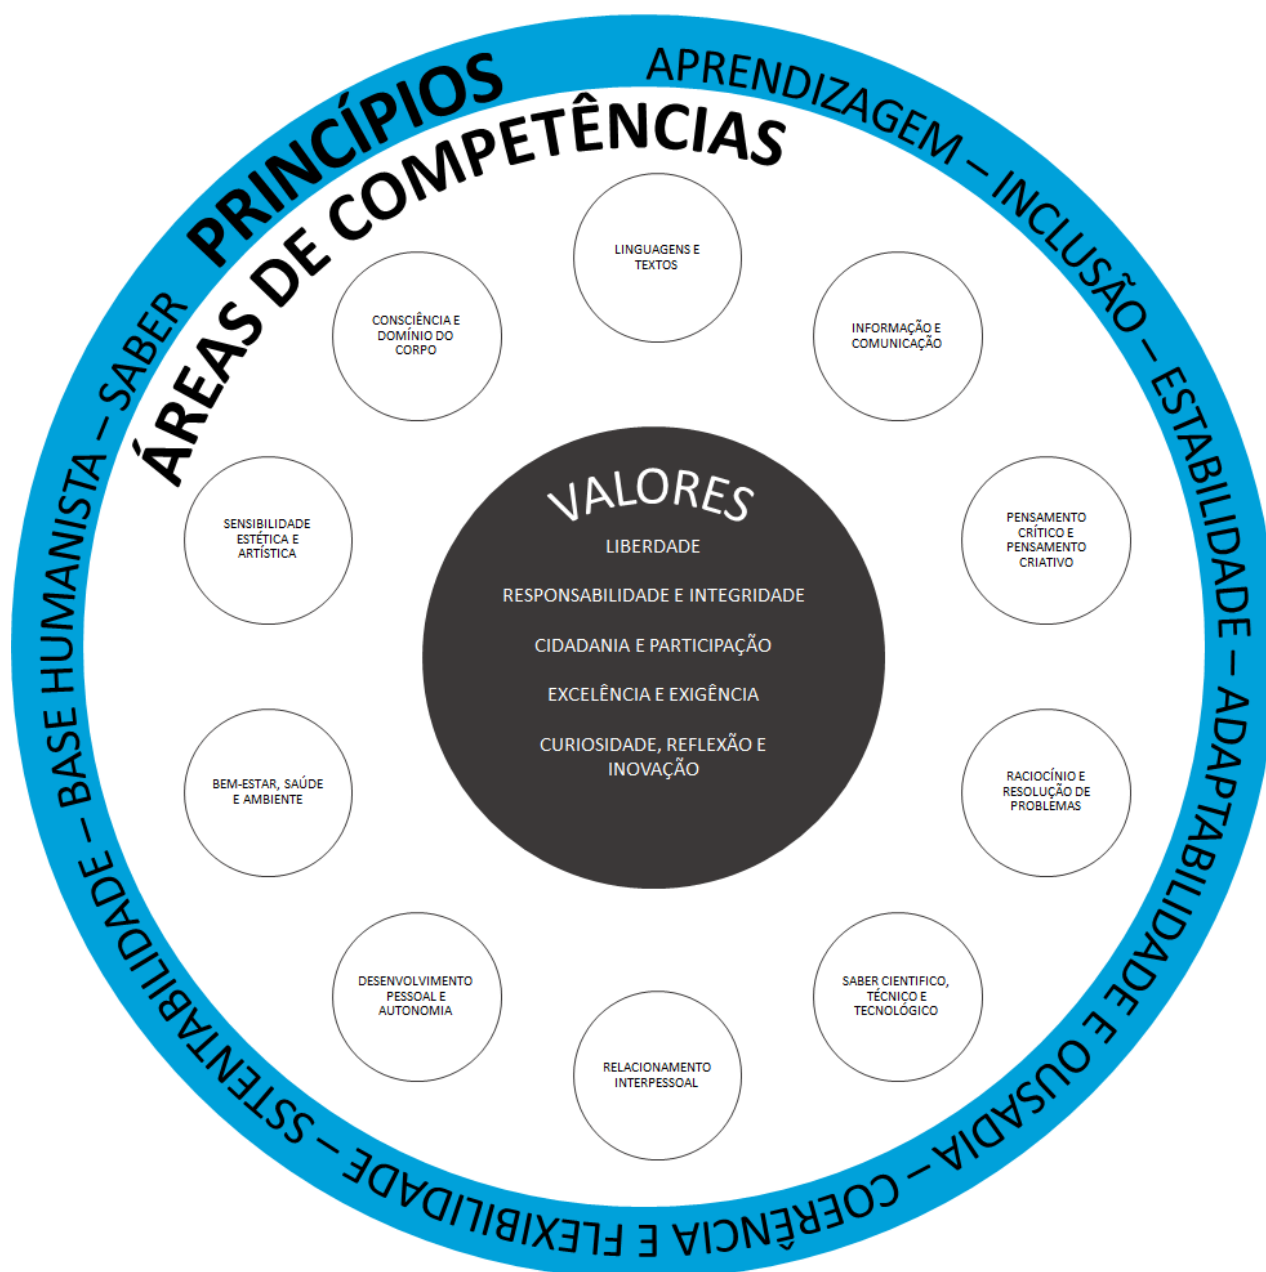 PRINCÍPIOS
APRENDIZAGEM – INCLUSÃO – ESTABILIDADE – ADAPTABILIDADE E OUSADIA – COERÊNCIA E FLEXIBILIDADE – SSTENTABILIDADE – BASE HUMANISTA – SABER
ÁREAS DE COMPETÊNCIAS
LINGUAGENS E
TEXTOS
INFORMAÇÃO E
COMUNICAÇÃO
PENSAMENTO
CRÍTICO E
PENSAMENTO
CRIATIVO
RACIOCÍNIO E
RESOLUÇÃO DE
PROBLEMAS
SABER CIENTIFICO,
TÉCNICO E
TECNOLÓGICO
RELACIONAMENTO
INTERPESSOAL
DESENVOLVIMENTO
PESSOAL E
AUTONOMIA
BEM-ESTAR, SAÚDE
E AMBIENTE
SENSIBILIDADE
ESTÉTICA E
ARTÍSTICA
CONSCIÊNCIA E
DOMÍNIO DO
CORPO
VALORES
LIBERDADE
RESPONSABILIDADE E INTEGRIDADE
CIDADANIA E PARTICIPAÇÃO
EXCELÊNCIA E EXIGÊNCIA
CURIOSIDADE, REFLEXÃO E
INOVAÇÃO